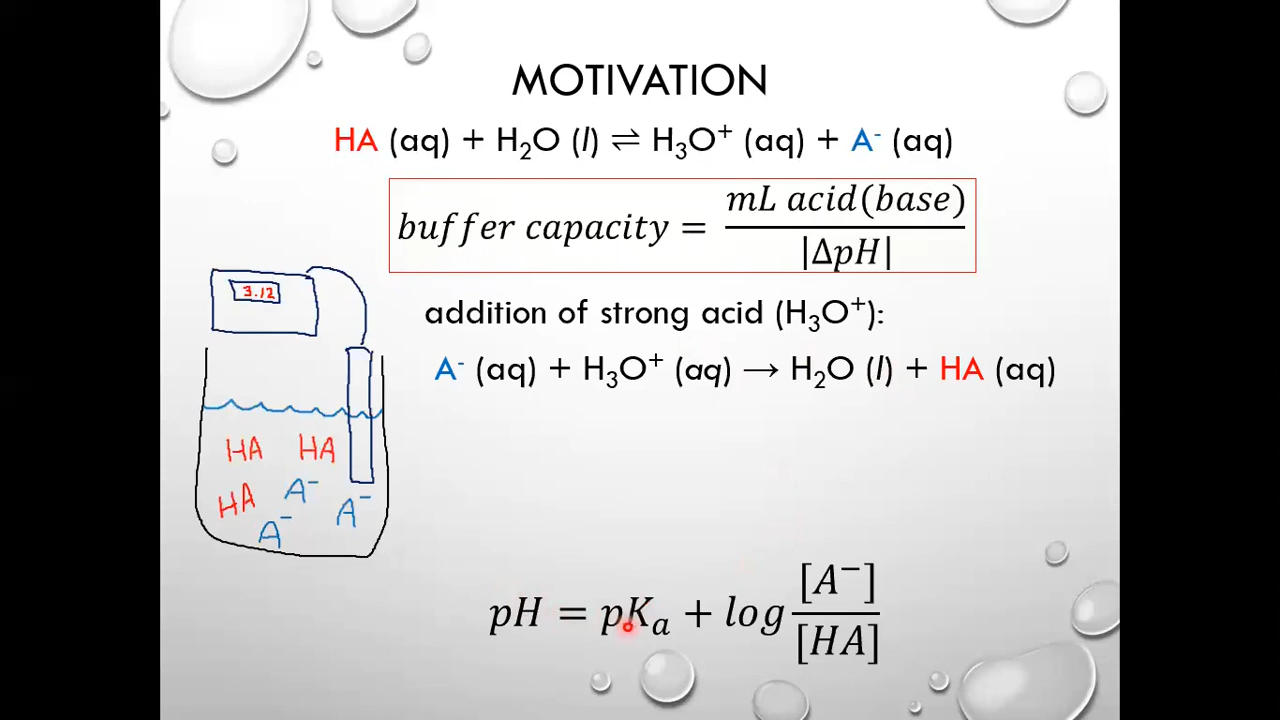 MOTIVATION
HA (aq) + H₂O (l) ⇌ H₃O⁺ (aq) + A⁻ (aq)
buffer capacity = mL acid(base) / |ΔpH|
3.12
addition of strong acid (H₃O⁺):
A⁻ (aq) + H₃O⁺ (aq) → H₂O (l) + HA (aq)
HA HA
HA A⁻ A⁻
A⁻
pH = pKₐ + log [A⁻] / [HA]